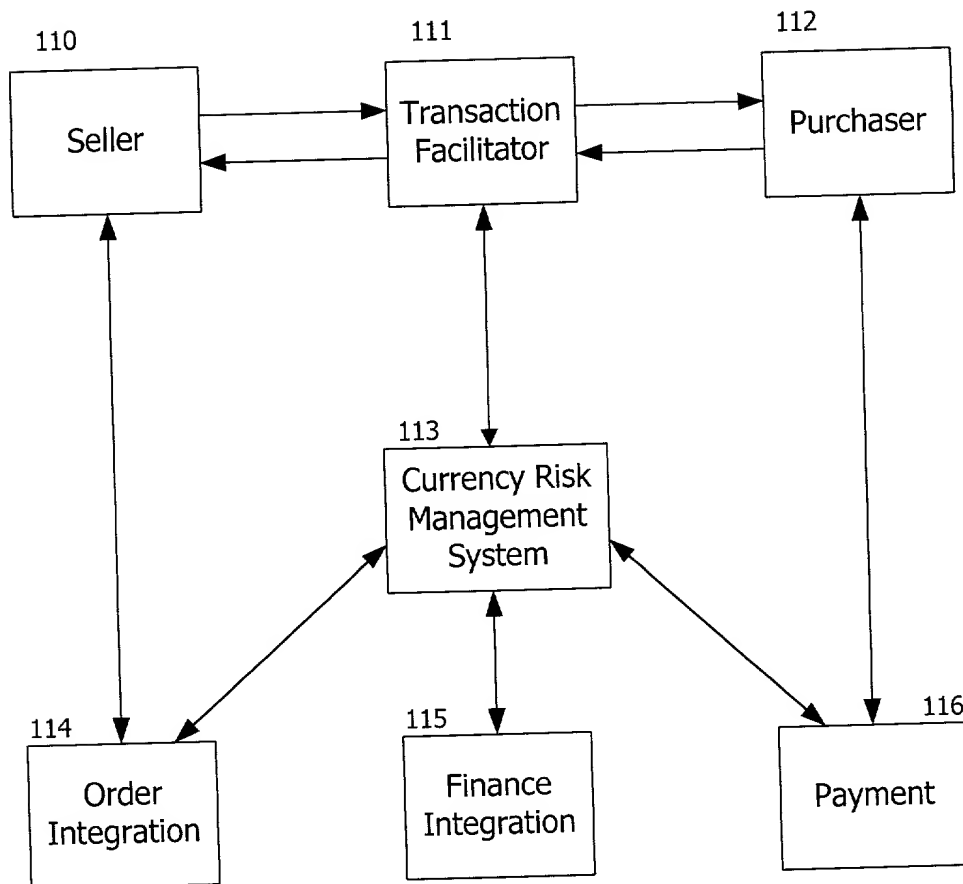 110
111
112
Seller
Transaction
Facilitator
Purchaser
113
Currency Risk
Management
System
114
115
116
Order
Integration
Finance
Integration
Payment